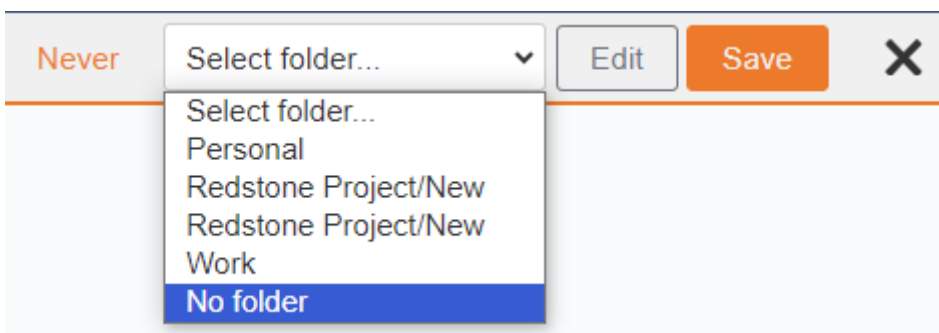 Never Select folder... Edit Save
Select folder...
Personal
Redstone Project/New
Redstone Project/New
Work
No folder